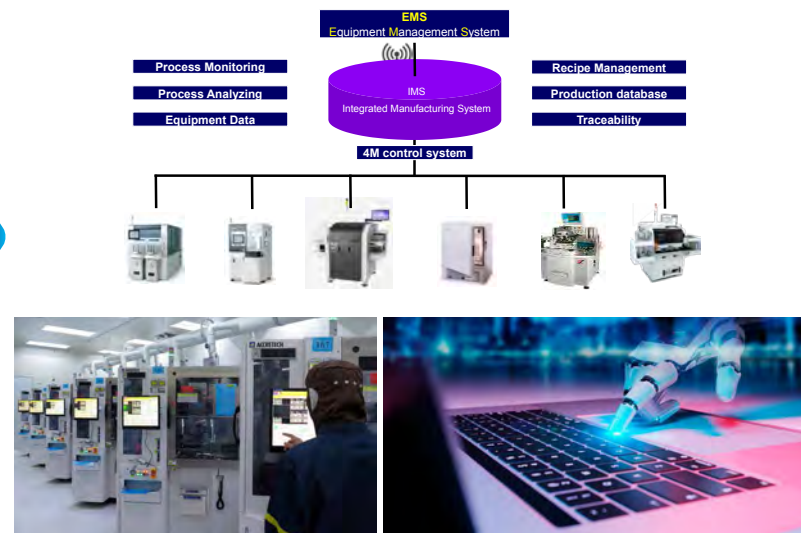 EMS
Equipment Management System
Process Monitoring
Process Analyzing
Equipment Data
IMS
Integrated Manufacturing System
Recipe Management
Production database
Traceability
4M control system
ACCRETECH